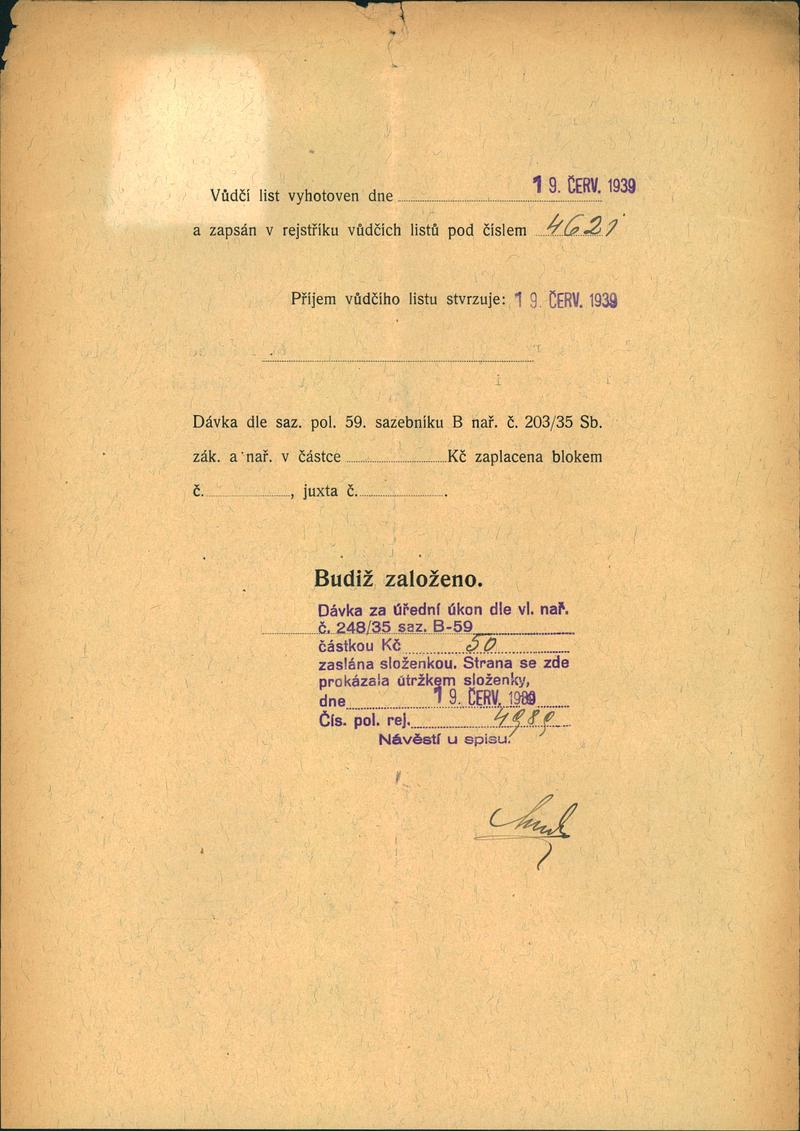 Vůdčí list vyhotoven dne 19. ČERV. 1939
a zapsán v rejstříku vůdčích listů pod číslem 4621
Příjem vůdčího listu stvrzuje: 19. ČERV. 1939
Dávka dle saz. pol. 59. sazebníku B nař. č. 203/35 Sb.
zák. a nař. v částce Kč zaplacena blokem
č. , juxta č. .
Budiž založeno.
Dávka za úřední úkon dle vl. nař.
č. 248/35 saz. B-59
částkou Kč 50
zaslána složenkou. Strana se zde
prokázala útržkem složenky,
dne 19. ČERV. 1939
Čís. pol. rej. 4989
Návěstí u spisu.